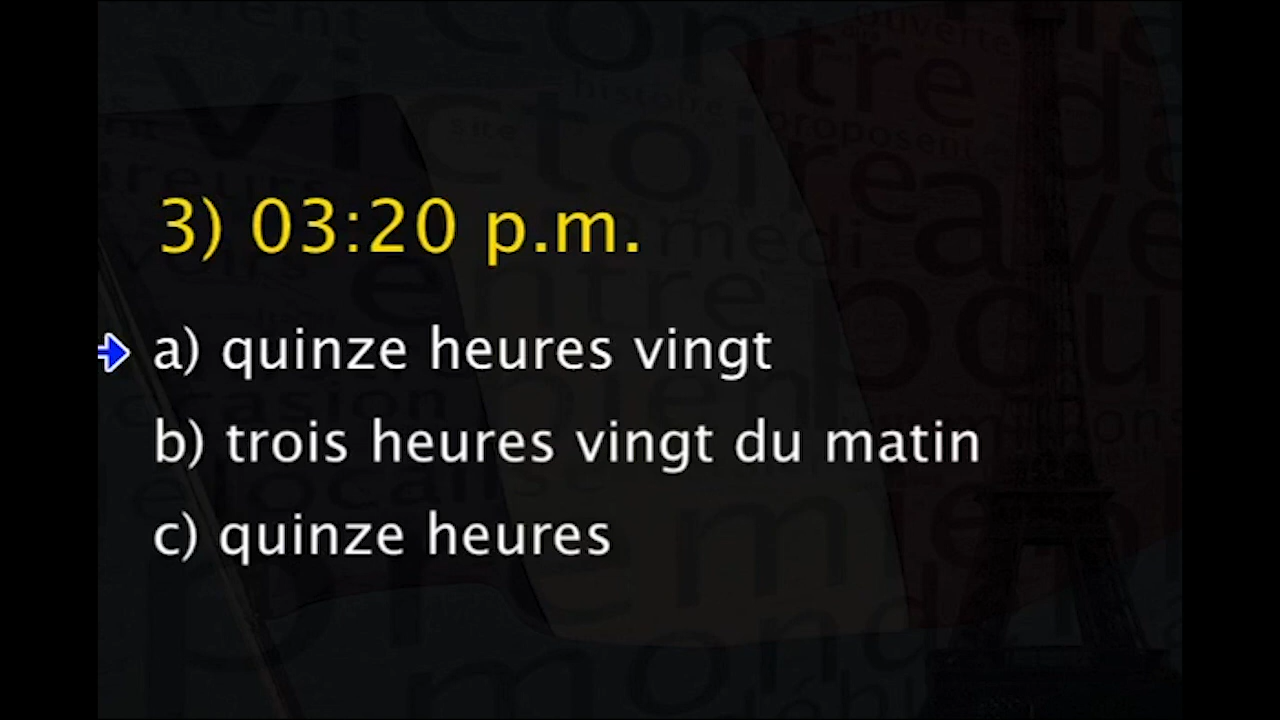 3) 03:20 p.m.
a) quinze heures vingt
b) trois heures vingt du matin
c) quinze heures